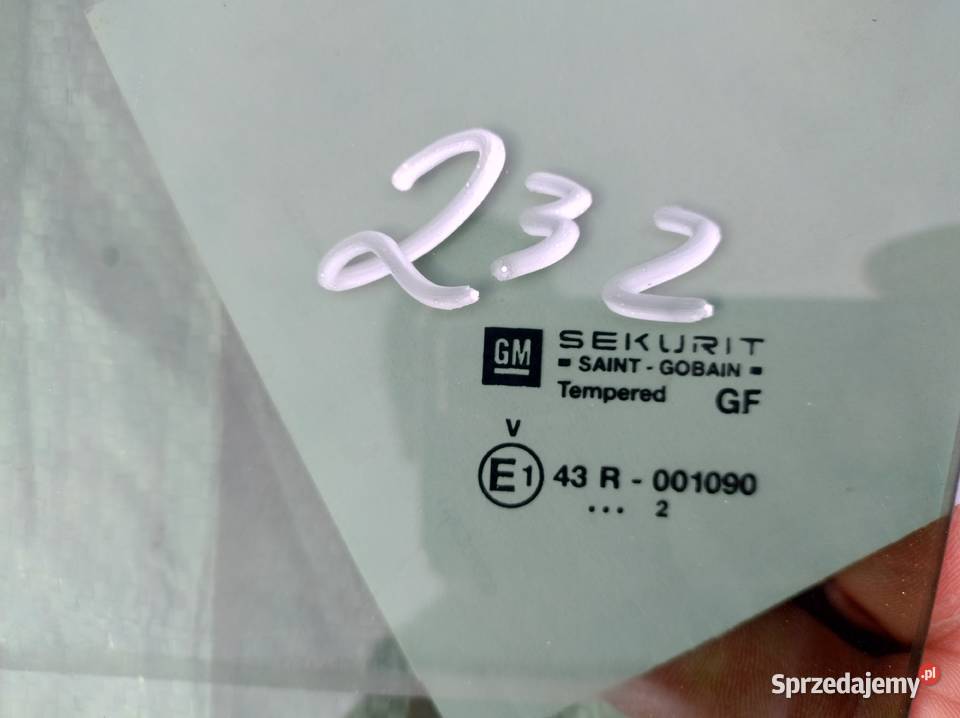 232
GM
SEKURIT
SAINT - GOBAIN
Tempered GF
V
E1 43 R - 001090
... 2
Sprzedajemy.pl